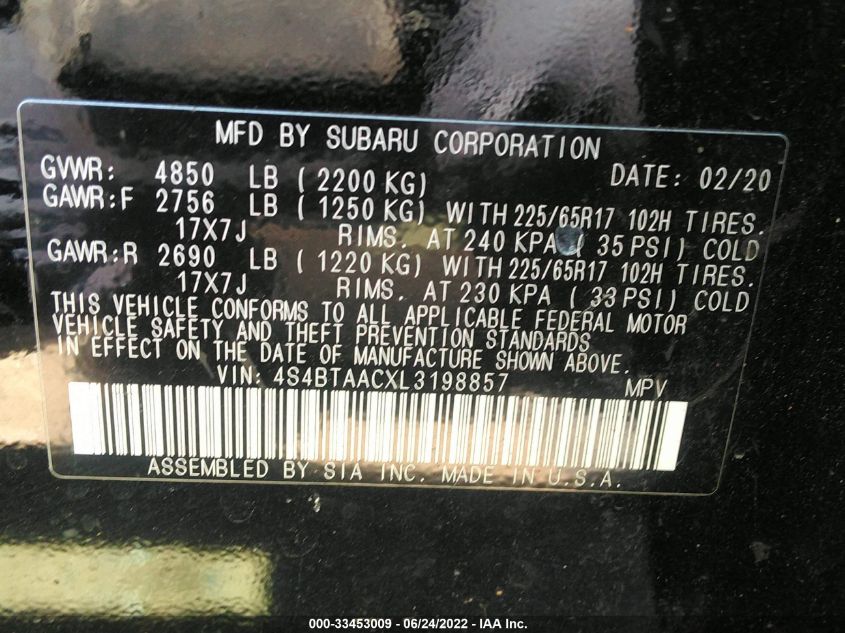 MFD BY SUBARU CORPORATION
GVWR: 4850 LB ( 2200 KG) DATE: 02/20
GAWR:F 2756 LB ( 1250 KG) WITH 225/65R17 102H TIRES.
17X7J RIMS. AT 240 KPA ( 35 PSI) COLD
GAWR:R 2690 LB ( 1220 KG) WITH 225/65R17 102H TIRES.
17X7J RIMS. AT 230 KPA ( 33 PSI) COLD
THIS VEHICLE CONFORMS TO ALL APPLICABLE FEDERAL MOTOR
VEHICLE SAFETY AND THEFT PREVENTION STANDARDS
IN EFFECT ON THE DATE OF MANUFACTURE SHOWN ABOVE.
VIN: 4S4BTAACXL3198857 MPV
ASSEMBLED BY SIA INC. MADE IN U.S.A.
000-33453009 - 06/24/2022 - IAA Inc.